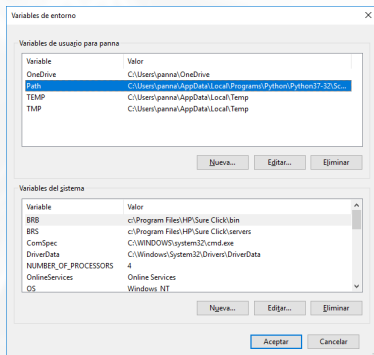 Variables de entorno
Variables de usuario para panna
Variable Valor
OneDrive C:\Users\panna\OneDrive
Path C:\Users\panna\AppData\Local\Programs\Python\Python37-32\Sc...
TEMP C:\Users\panna\AppData\Local\Temp
TMP C:\Users\panna\AppData\Local\Temp
Nueva... Editar... Eliminar
Variables del sistema
Variable Valor
BRB c:\Program Files\HP\Sure Click\bin
BRS c:\Program Files\HP\Sure Click\servers
ComSpec C:\WINDOWS\system32\cmd.exe
DriverData C:\Windows\System32\Drivers\DriverData
NUMBER_OF_PROCESSORS 4
OnlineServices Online Services
OS Windows_NT
Nueva... Editar... Eliminar
Aceptar Cancelar